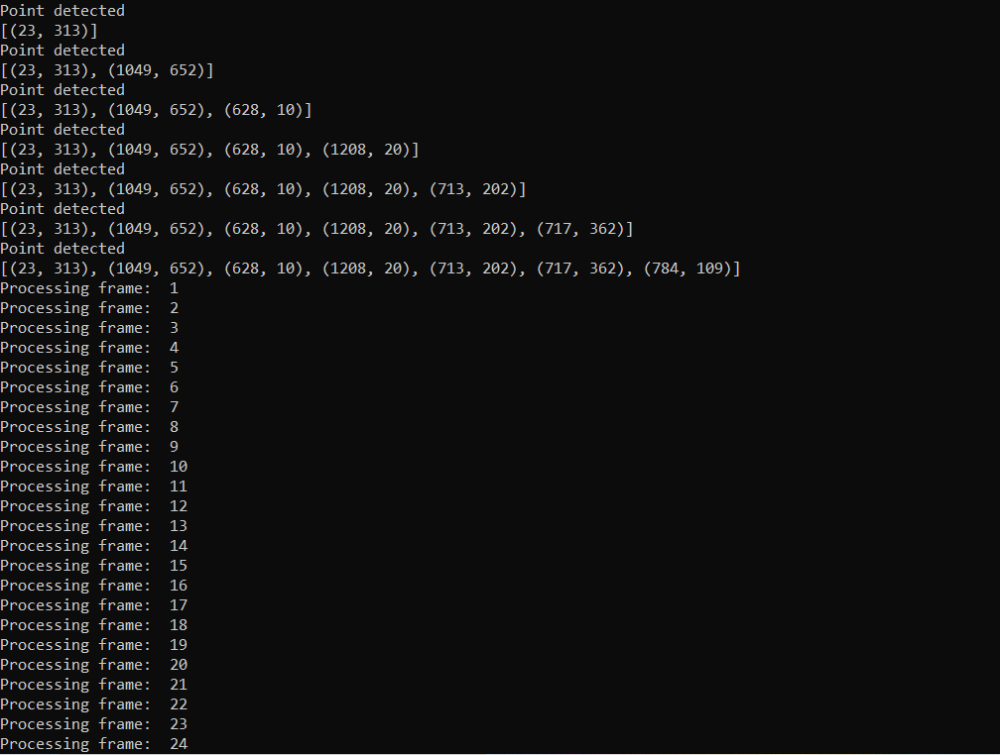 Point detected
[(23, 313)]
Point detected
[(23, 313), (1049, 652)]
Point detected
[(23, 313), (1049, 652), (628, 10)]
Point detected
[(23, 313), (1049, 652), (628, 10), (1208, 20)]
Point detected
[(23, 313), (1049, 652), (628, 10), (1208, 20), (713, 202)]
Point detected
[(23, 313), (1049, 652), (628, 10), (1208, 20), (713, 202), (717, 362)]
Point detected
[(23, 313), (1049, 652), (628, 10), (1208, 20), (713, 202), (717, 362), (784, 109)]
Processing frame:  1
Processing frame:  2
Processing frame:  3
Processing frame:  4
Processing frame:  5
Processing frame:  6
Processing frame:  7
Processing frame:  8
Processing frame:  9
Processing frame:  10
Processing frame:  11
Processing frame:  12
Processing frame:  13
Processing frame:  14
Processing frame:  15
Processing frame:  16
Processing frame:  17
Processing frame:  18
Processing frame:  19
Processing frame:  20
Processing frame:  21
Processing frame:  22
Processing frame:  23
Processing frame:  24